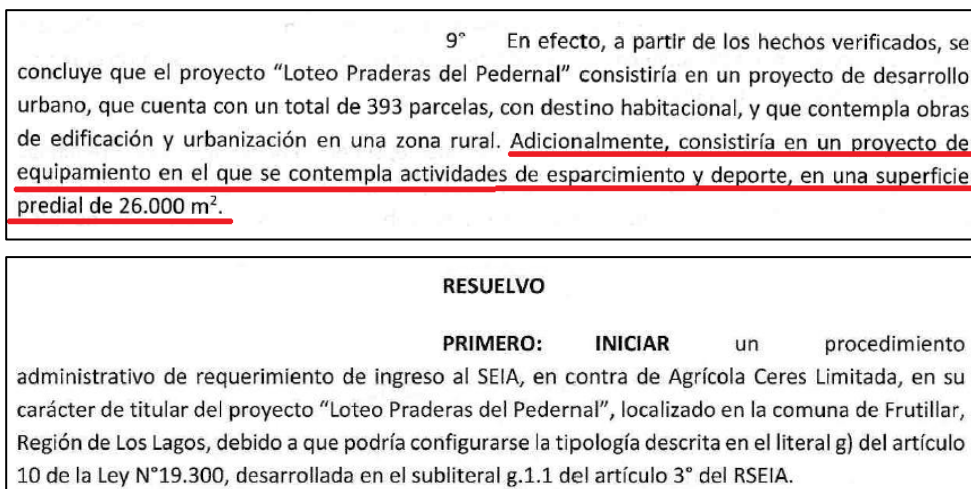 9° En efecto, a partir de los hechos verificados, se
concluye que el proyecto “Loteo Praderas del Pedernal” consistiría en un proyecto de desarrollo
urbano, que cuenta con un total de 393 parcelas, con destino habitacional, y que contempla obras
de edificación y urbanización en una zona rural. Adicionalmente, consistiría en un proyecto de
equipamiento en el que se contempla actividades de esparcimiento y deporte, en una superficie
predial de 26.000 m².
RESUELVO
PRIMERO: INICIAR un procedimiento
administrativo de requerimiento de ingreso al SEIA, en contra de Agrícola Ceres Limitada, en su
carácter de titular del proyecto “Loteo Praderas del Pedernal”, localizado en la comuna de Frutillar,
Región de Los Lagos, debido a que podría configurarse la tipología descrita en el literal g) del artículo
10 de la Ley N°19.300, desarrollada en el subliteral g.1.1 del artículo 3° del RSEIA.